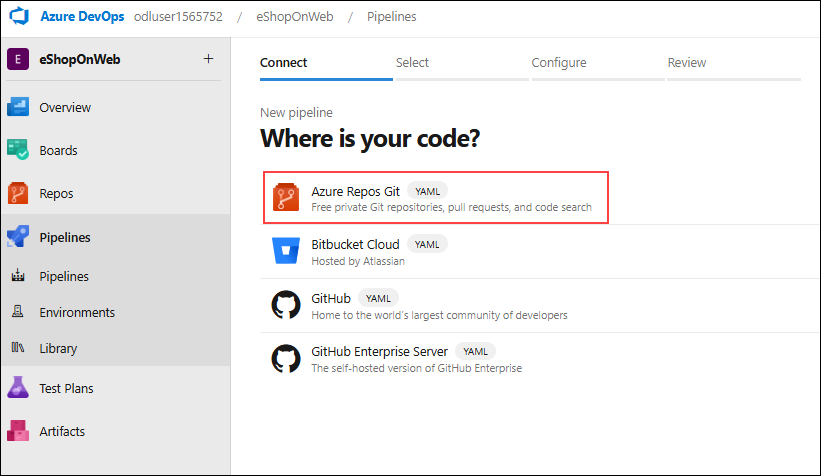 Azure DevOps odluser1565752 / eShopOnWeb / Pipelines
E eShopOnWeb +
Overview
Boards
Repos
Pipelines
Pipelines
Environments
Library
Test Plans
Artifacts
Connect Select Configure Review
New pipeline
Where is your code?
Azure Repos Git YAML
Free private Git repositories, pull requests, and code search
Bitbucket Cloud YAML
Hosted by Atlassian
GitHub YAML
Home to the world's largest community of developers
GitHub Enterprise Server YAML
The self-hosted version of GitHub Enterprise